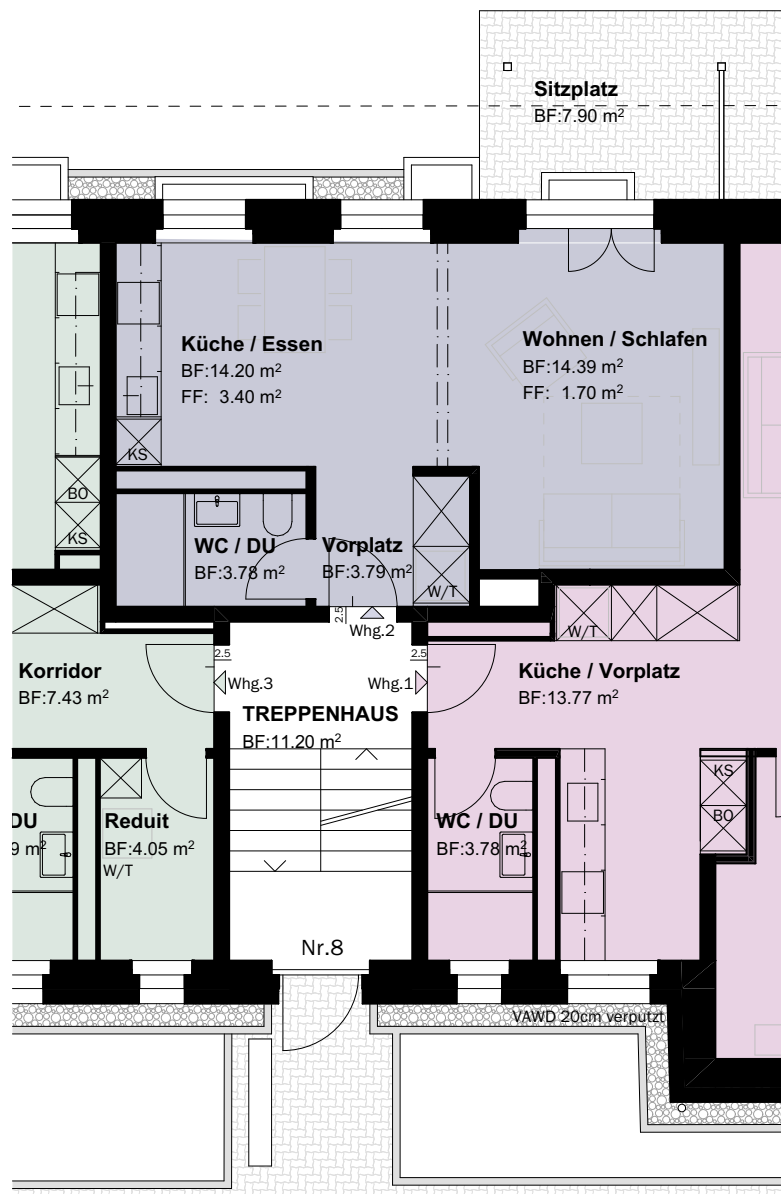 Sitzplatz
BF:7.90 m²
Küche / Essen
BF:14.20 m²
FF: 3.40 m²
Wohnen / Schlafen
BF:14.39 m²
FF: 1.70 m²
KS
BO
KS
WC / DU
BF:3.78 m²
Vorplatz
BF:3.79 m²
W/T
2.5
Whg.2
W/T
Korridor
BF:7.43 m²
2.5
Whg.3
2.5
Whg.1
Küche / Vorplatz
BF:13.77 m²
TREPPENHAUS
BF:11.20 m²
KS
BO
DU
9 m²
Reduit
BF:4.05 m²
W/T
WC / DU
BF:3.78 m²
Nr.8
VAWD 20cm verputzt